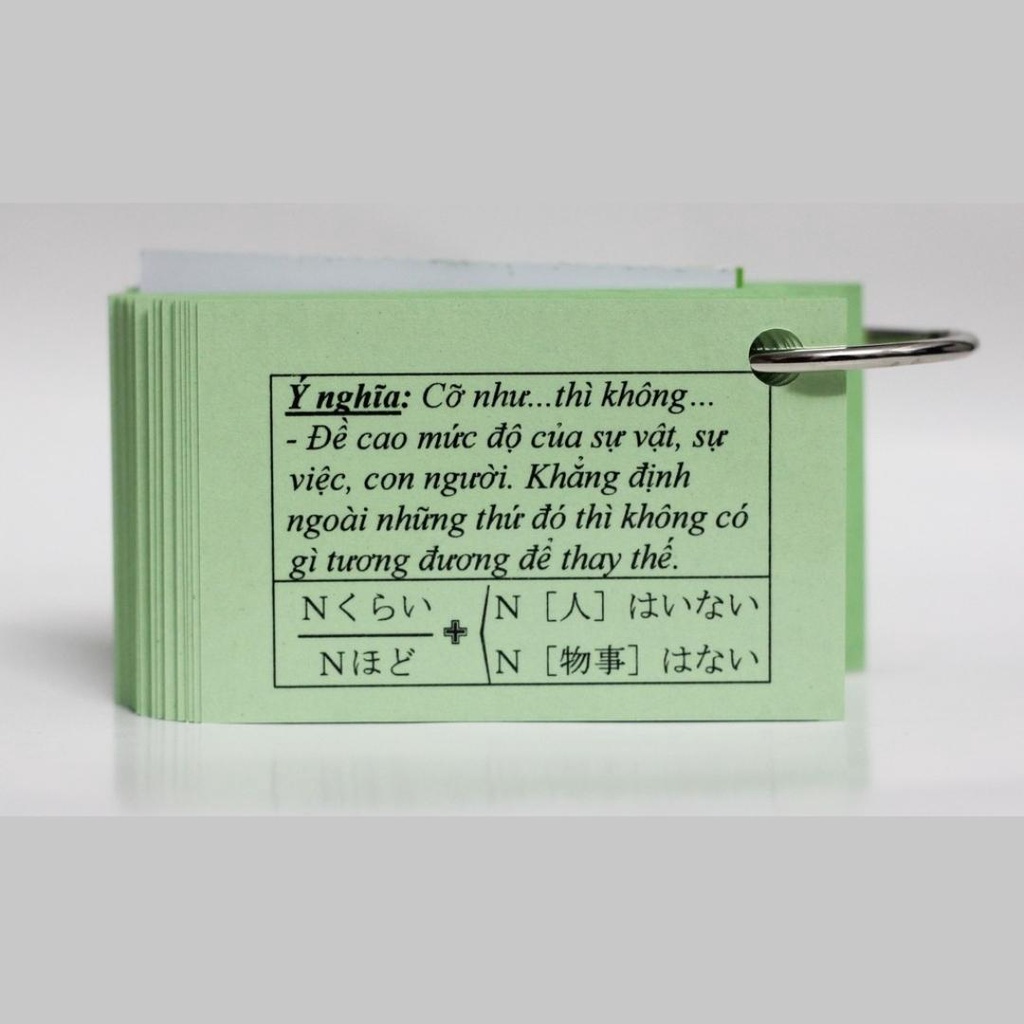 Ý nghĩa: Cỡ như...thì không...
- Đề cao mức độ của sự vật, sự
việc, con người. Khẳng định
ngoài những thứ đó thì không có
gì tương đương để thay thế.
Nくらい
Nほど
+
N［人］はいない
N［物事］はない